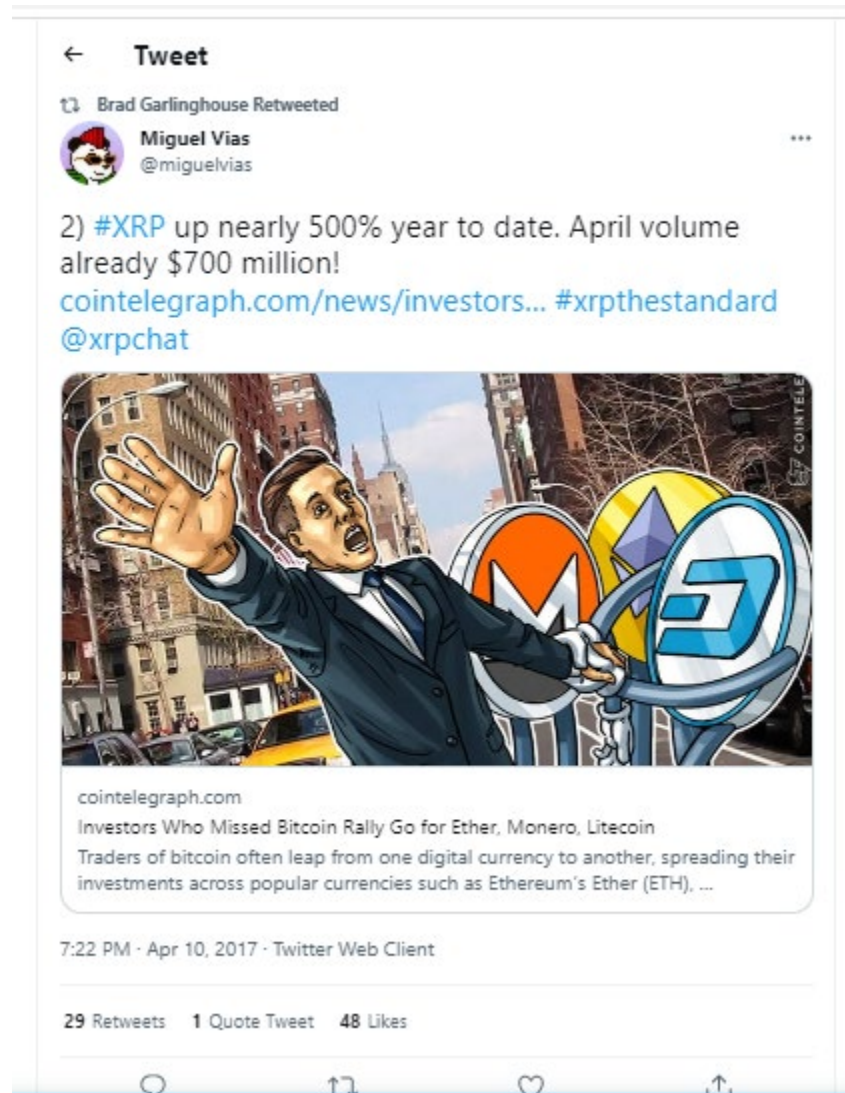 Tweet
Brad Garlinghouse Retweeted
Miguel Vias
@miguelvias
2) #XRP up nearly 500% year to date. April volume
already $700 million!
cointelegraph.com/news/investors... #xrpthestandard
@xrpchat
COINTELE
cointelegraph.com
Investors Who Missed Bitcoin Rally Go for Ether, Monero, Litecoin
Traders of bitcoin often leap from one digital currency to another, spreading their
investments across popular currencies such as Ethereum's Ether (ETH), ...
7:22 PM · Apr 10, 2017 · Twitter Web Client
29 Retweets 1 Quote Tweet 48 Likes